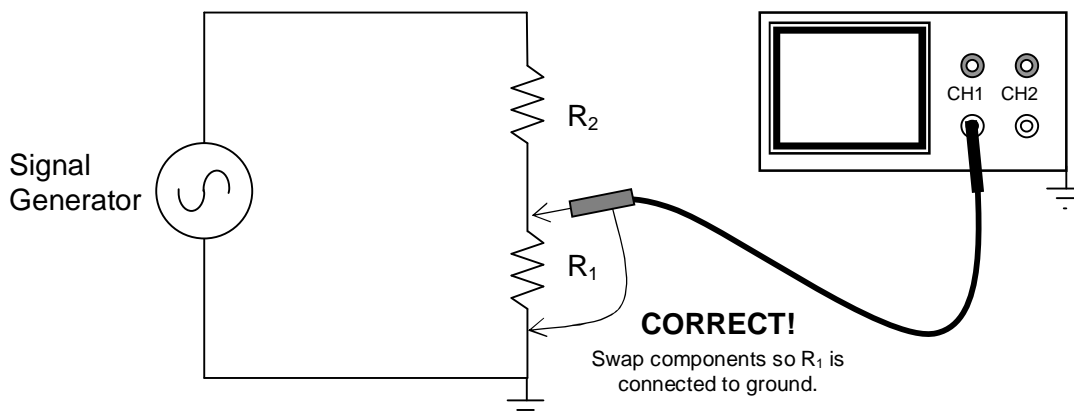 Signal
Generator
R₂
R₁
CH1 CH2
CORRECT!
Swap components so R₁ is
connected to ground.